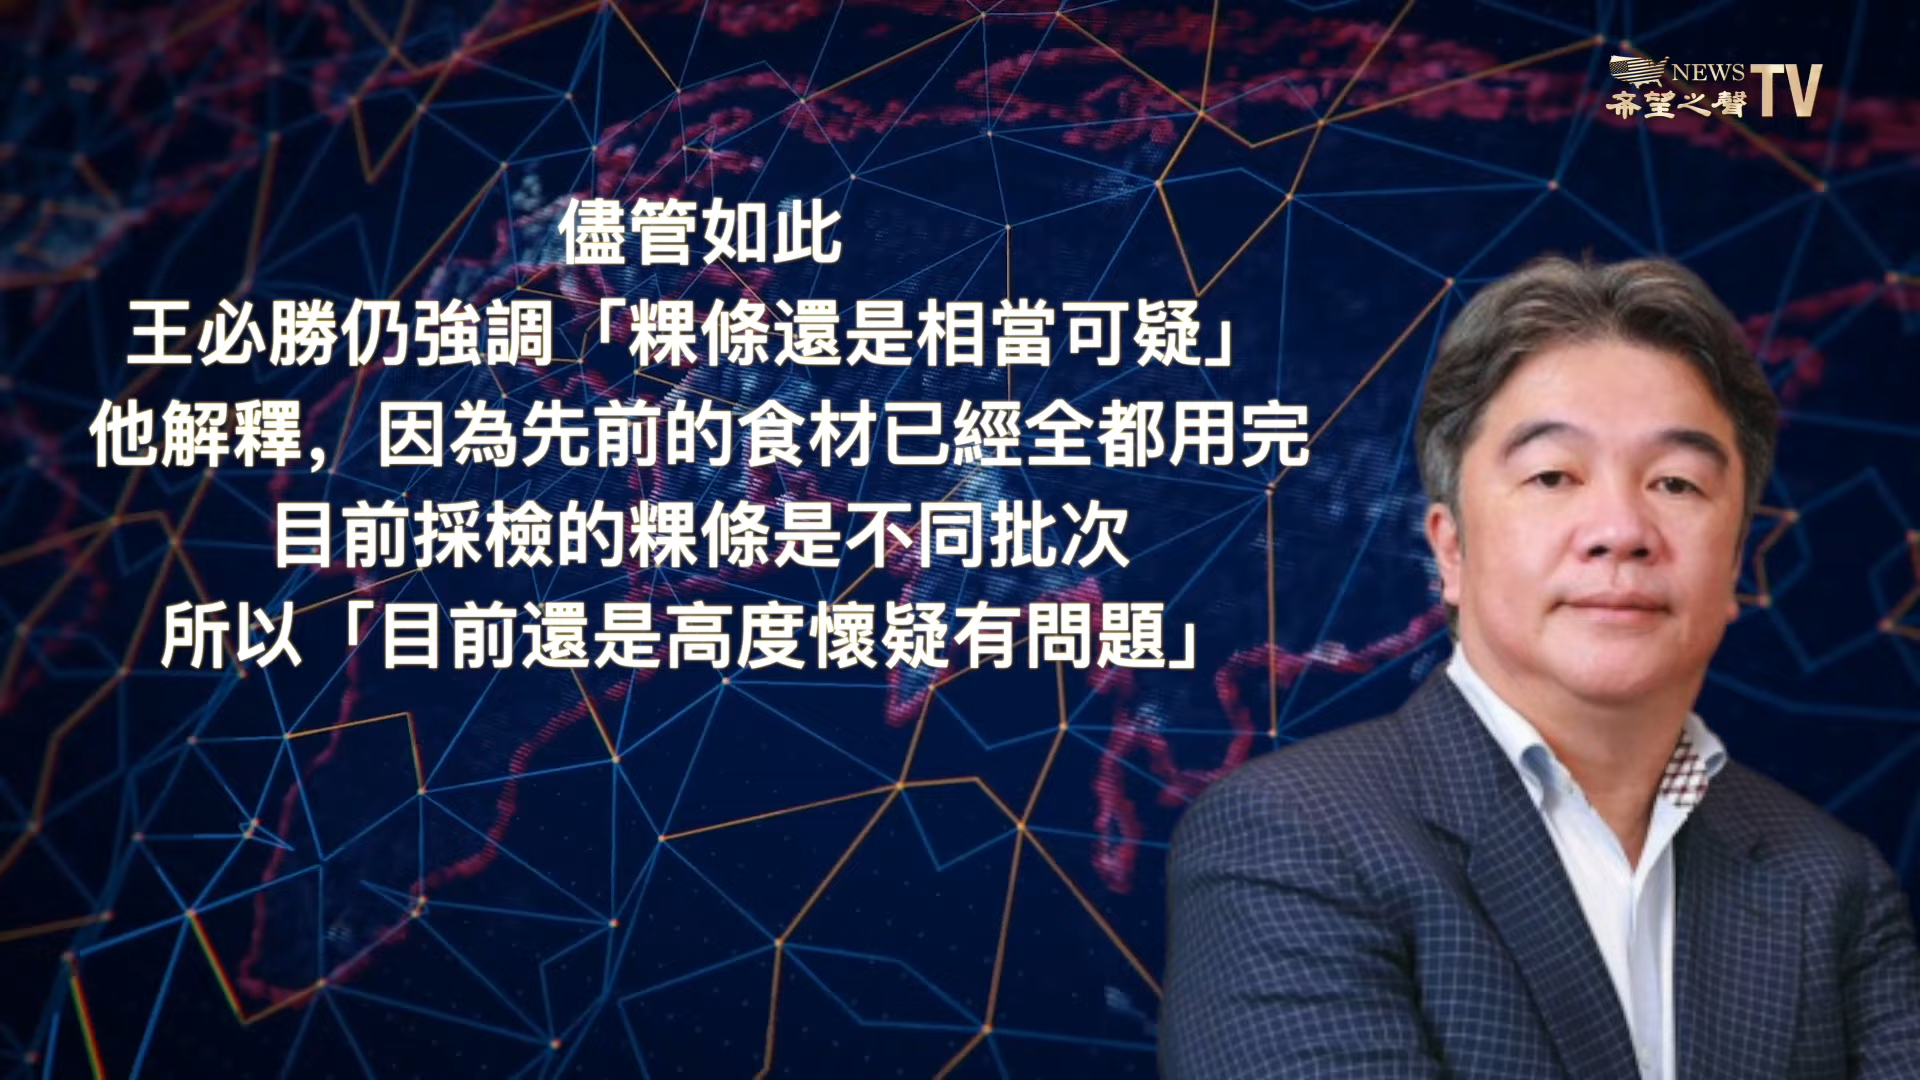 NEWS
希望之聲TV
儘管如此
王必勝仍強調「粿條還是相當可疑」
他解釋，因為先前的食材已經全都用完
目前採檢的粿條是不同批次
所以「目前還是高度懷疑有問題」